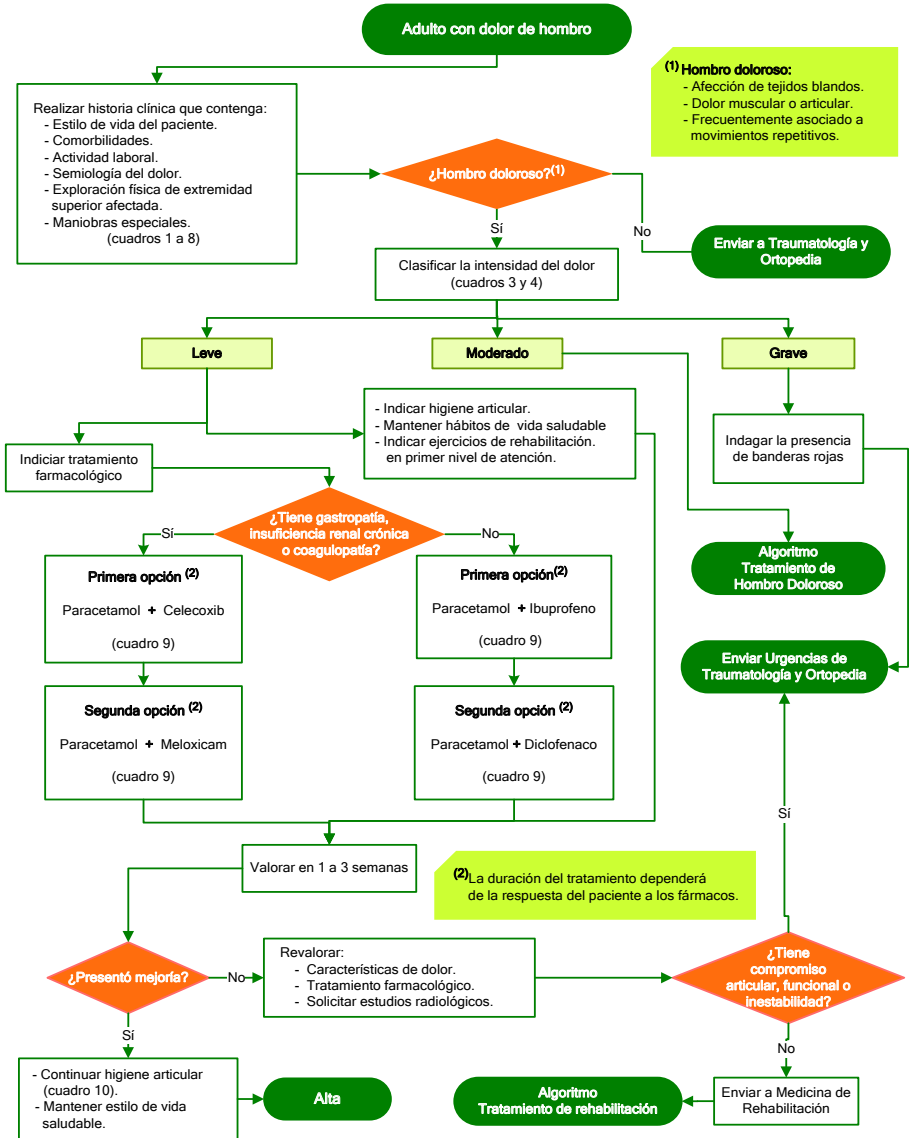 Adulto con dolor de hombro
(1) Hombro doloroso:
- Afección de tejidos blandos.
- Dolor muscular o articular.
- Frecuentemente asociado a
movimientos repetitivos.
Realizar historia clínica que contenga:
- Estilo de vida del paciente.
- Comorbilidades.
- Actividad laboral.
- Semiología del dolor.
- Exploración física de extremidad
superior afectada.
- Maniobras especiales.
(cuadros 1 a 8)
¿Hombro doloroso?(1)
Sí
No
Enviar a Traumatología y
Ortopedia
Clasificar la intensidad del dolor
(cuadros 3 y 4)
Leve
Moderado
Grave
- Indicar higiene articular.
- Mantener hábitos de vida saludable
- Indicar ejercicios de rehabilitación.
en primer nivel de atención.
Indagar la presencia
de banderas rojas
Indiciar tratamiento
farmacológico
¿Tiene gastropatía,
insuficiencia renal crónica
o coagulopatía?
Sí
No
Primera opción (2)
Paracetamol + Celecoxib
(cuadro 9)
Primera opción(2)
Paracetamol + Ibuprofeno
(cuadro 9)
Algoritmo
Tratamiento de
Hombro Doloroso
Enviar Urgencias de
Traumatología y Ortopedia
Segunda opción (2)
Paracetamol + Meloxicam
(cuadro 9)
Segunda opción (2)
Paracetamol + Diclofenaco
(cuadro 9)
Sí
Valorar en 1 a 3 semanas
(2)La duración del tratamiento dependerá
de la respuesta del paciente a los fármacos.
¿Presentó mejoría?
No
Revalorar:
- Características de dolor.
- Tratamiento farmacológico.
- Solicitar estudios radiológicos.
¿Tiene
compromiso
articular, funcional o
inestabilidad?
Sí
No
- Continuar higiene articular
(cuadro 10).
- Mantener estilo de vida
saludable.
Alta
Algoritmo
Tratamiento de rehabilitación
Enviar a Medicina de
Rehabilitación